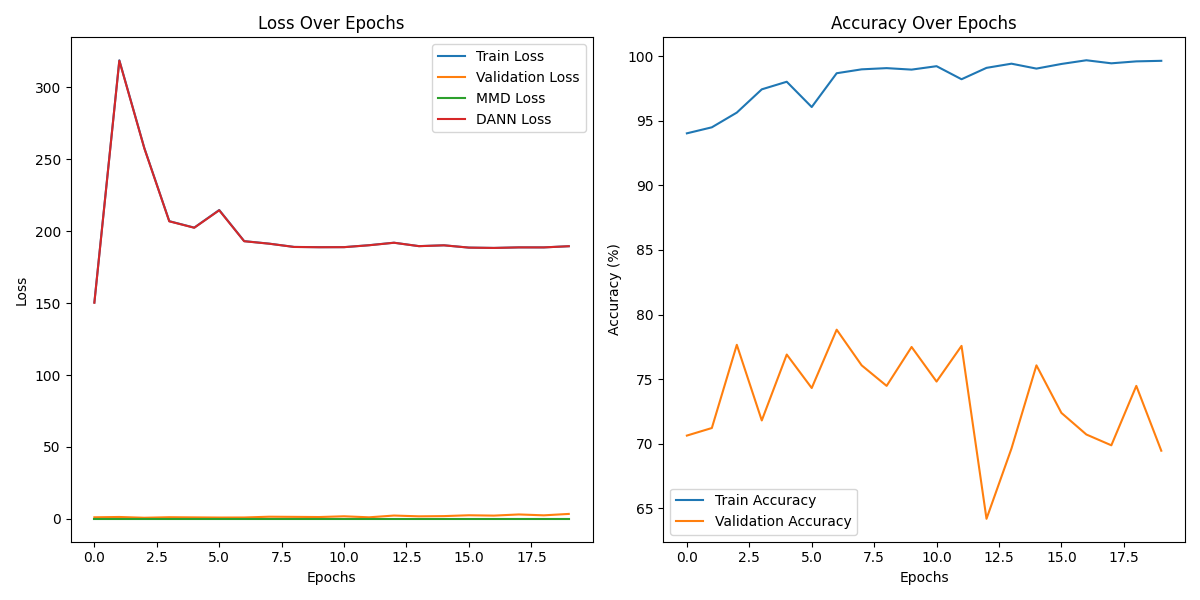 Loss Over Epochs
Train Loss
Validation Loss
MMD Loss
DANN Loss
300
250
200
150
100
50
0
Loss
0.0 2.5 5.0 7.5 10.0 12.5 15.0 17.5
Epochs
Accuracy Over Epochs
100
95
90
85
80
75
70
65
Accuracy (%)
Train Accuracy
Validation Accuracy
0.0 2.5 5.0 7.5 10.0 12.5 15.0 17.5
Epochs